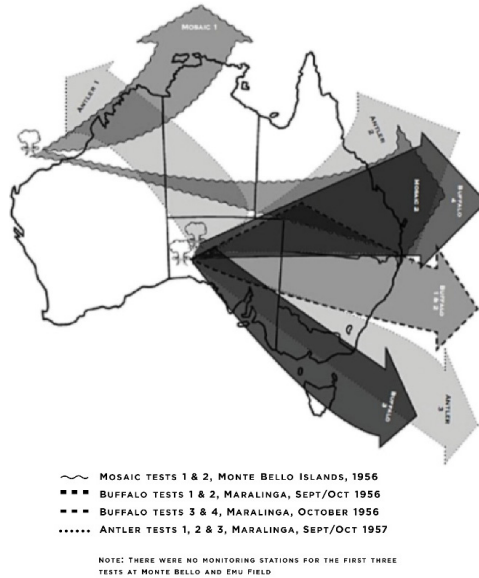 MOSAIC 1
ANTLER 1
ANTLER 2
MOSAIC 2
BUFFALO 4
BUFFALO 1 & 2
BUFFALO 3
ANTLER 3
MOSAIC TESTS 1 & 2, MONTE BELLO ISLANDS, 1956
BUFFALO TESTS 1 & 2, MARALINGA, SEPT/OCT 1956
BUFFALO TESTS 3 & 4, MARALINGA, OCTOBER 1956
ANTLER TESTS 1, 2 & 3, MARALINGA, SEPT/OCT 1957
NOTE: THERE WERE NO MONITORING STATIONS FOR THE FIRST THREE
TESTS AT MONTE BELLO AND EMU FIELD